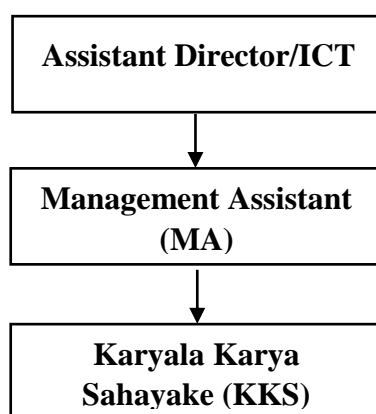 Assistant Director/ICT
Management Assistant
(MA)
Karyala Karya
Sahayake (KKS)